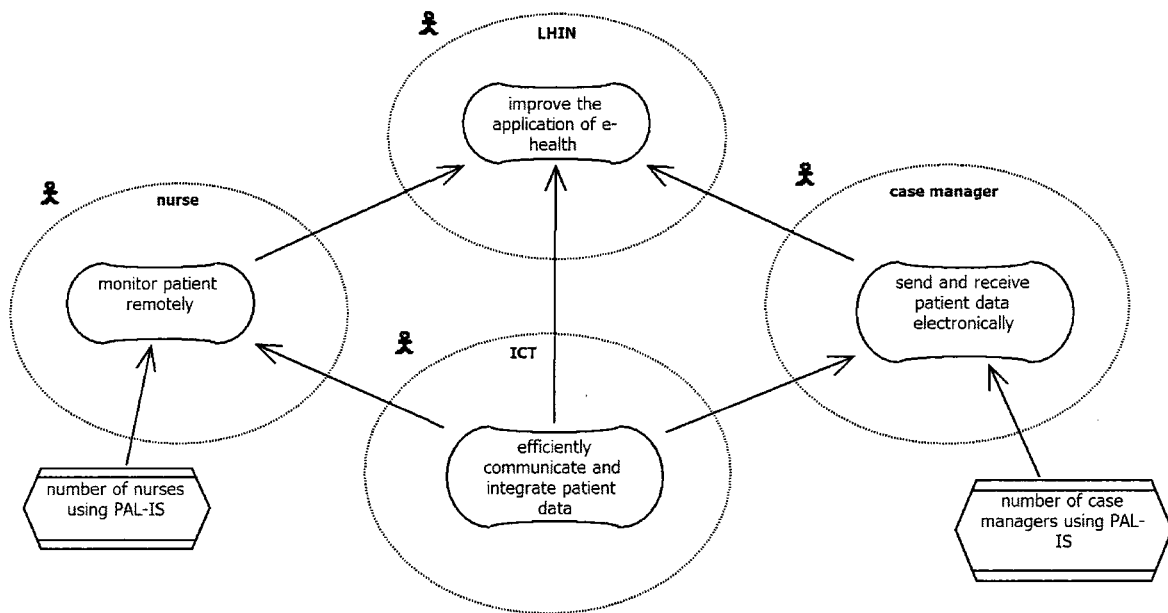 LHIN
improve the
application of e-
health
nurse
monitor patient
remotely
case manager
send and receive
patient data
electronically
ICT
efficiently
communicate and
integrate patient
data
number of nurses
using PAL-IS
number of case
managers using PAL-
IS